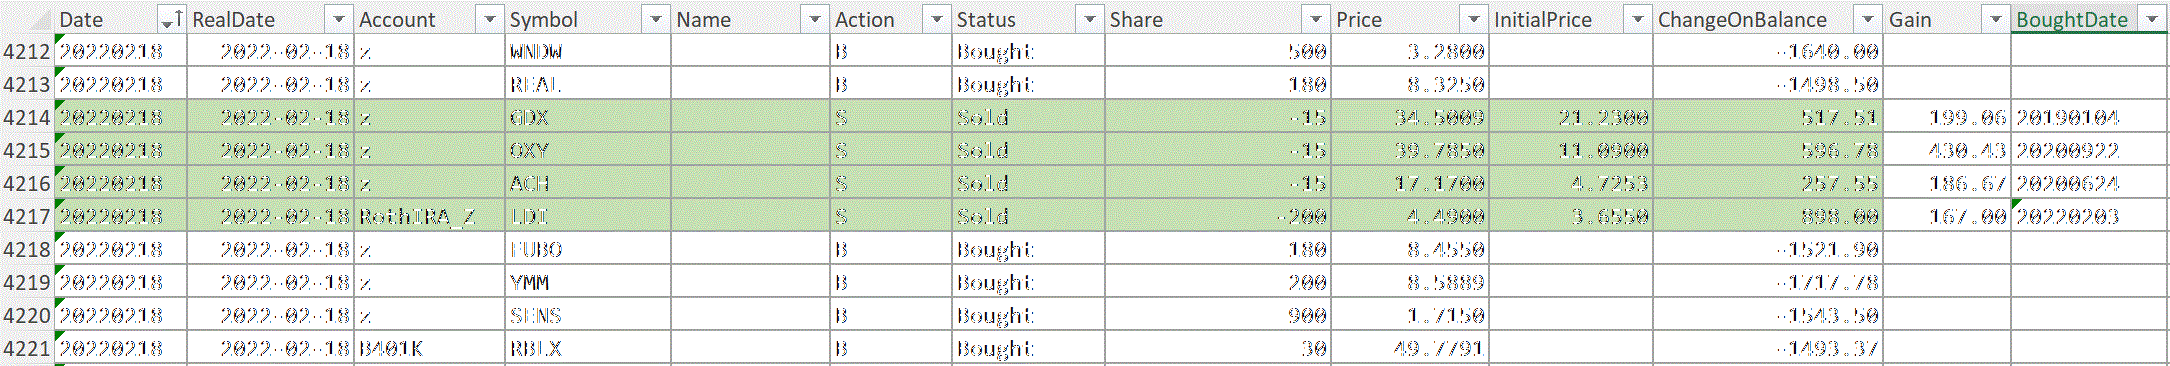 Date RealDate Account Symbol Name Action Status Share Price InitialPrice ChangeOnBalance Gain BoughtDate
4212 20220218 2022-02-18 z WNDW B Bought 500 3.2800 -1640.00
4213 20220218 2022-02-18 z REAL B Bought 180 8.3250 -1498.50
4214 20220218 2022-02-18 z GDX S Sold -15 34.5009 21.2300 517.51 199.06 20190104
4215 20220218 2022-02-18 z OXY S Sold -15 39.7850 11.0900 596.78 430.43 20200922
4216 20220218 2022-02-18 z ACH S Sold -15 17.1700 4.7253 257.55 186.67 20200624
4217 20220218 2022-02-18 RothIRA_Z LDI S Sold -200 4.4900 3.6550 898.00 167.00 20220203
4218 20220218 2022-02-18 z FUBO B Bought 180 8.4550 -1521.90
4219 20220218 2022-02-18 z YMM B Bought 200 8.5889 -1717.78
4220 20220218 2022-02-18 z SENS B Bought 900 1.7150 -1543.50
4221 20220218 2022-02-18 B401K RBLX B Bought 30 49.7791 -1493.37